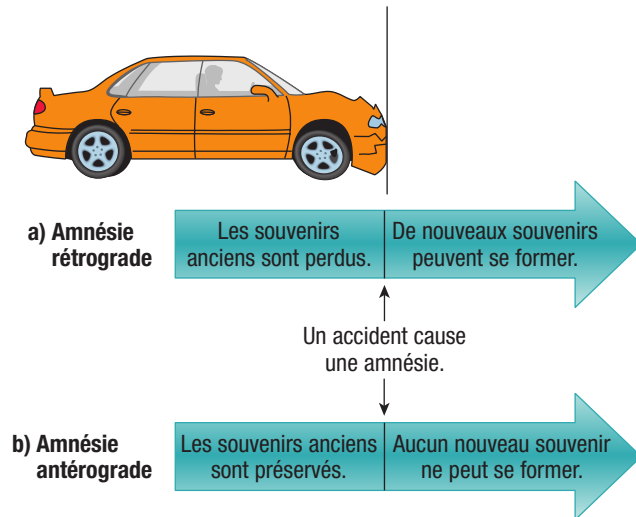 a) Amnésie
rétrograde
Les souvenirs
anciens sont perdus.
De nouveaux souvenirs
peuvent se former.
Un accident cause
une amnésie.
b) Amnésie
antérograde
Les souvenirs anciens
sont préservés.
Aucun nouveau souvenir
ne peut se former.